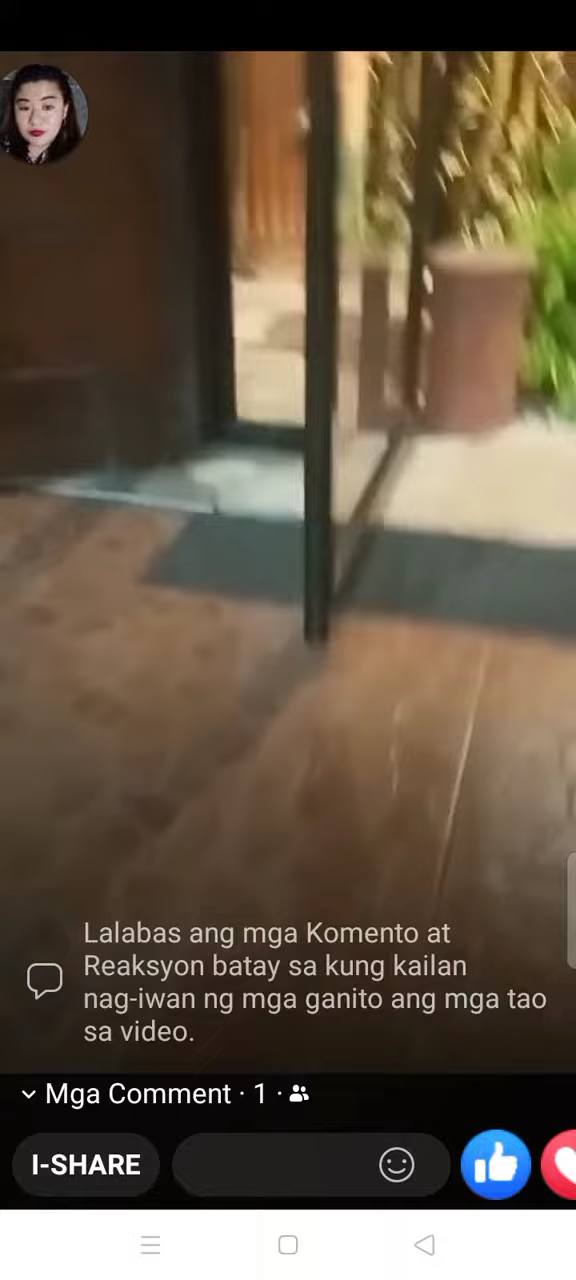 Lalabas ang mga Komento at
Reaksyon batay sa kung kailan
nag-iwan ng mga ganito ang mga tao
sa video.
Mga Comment · 1 ·
I-SHARE